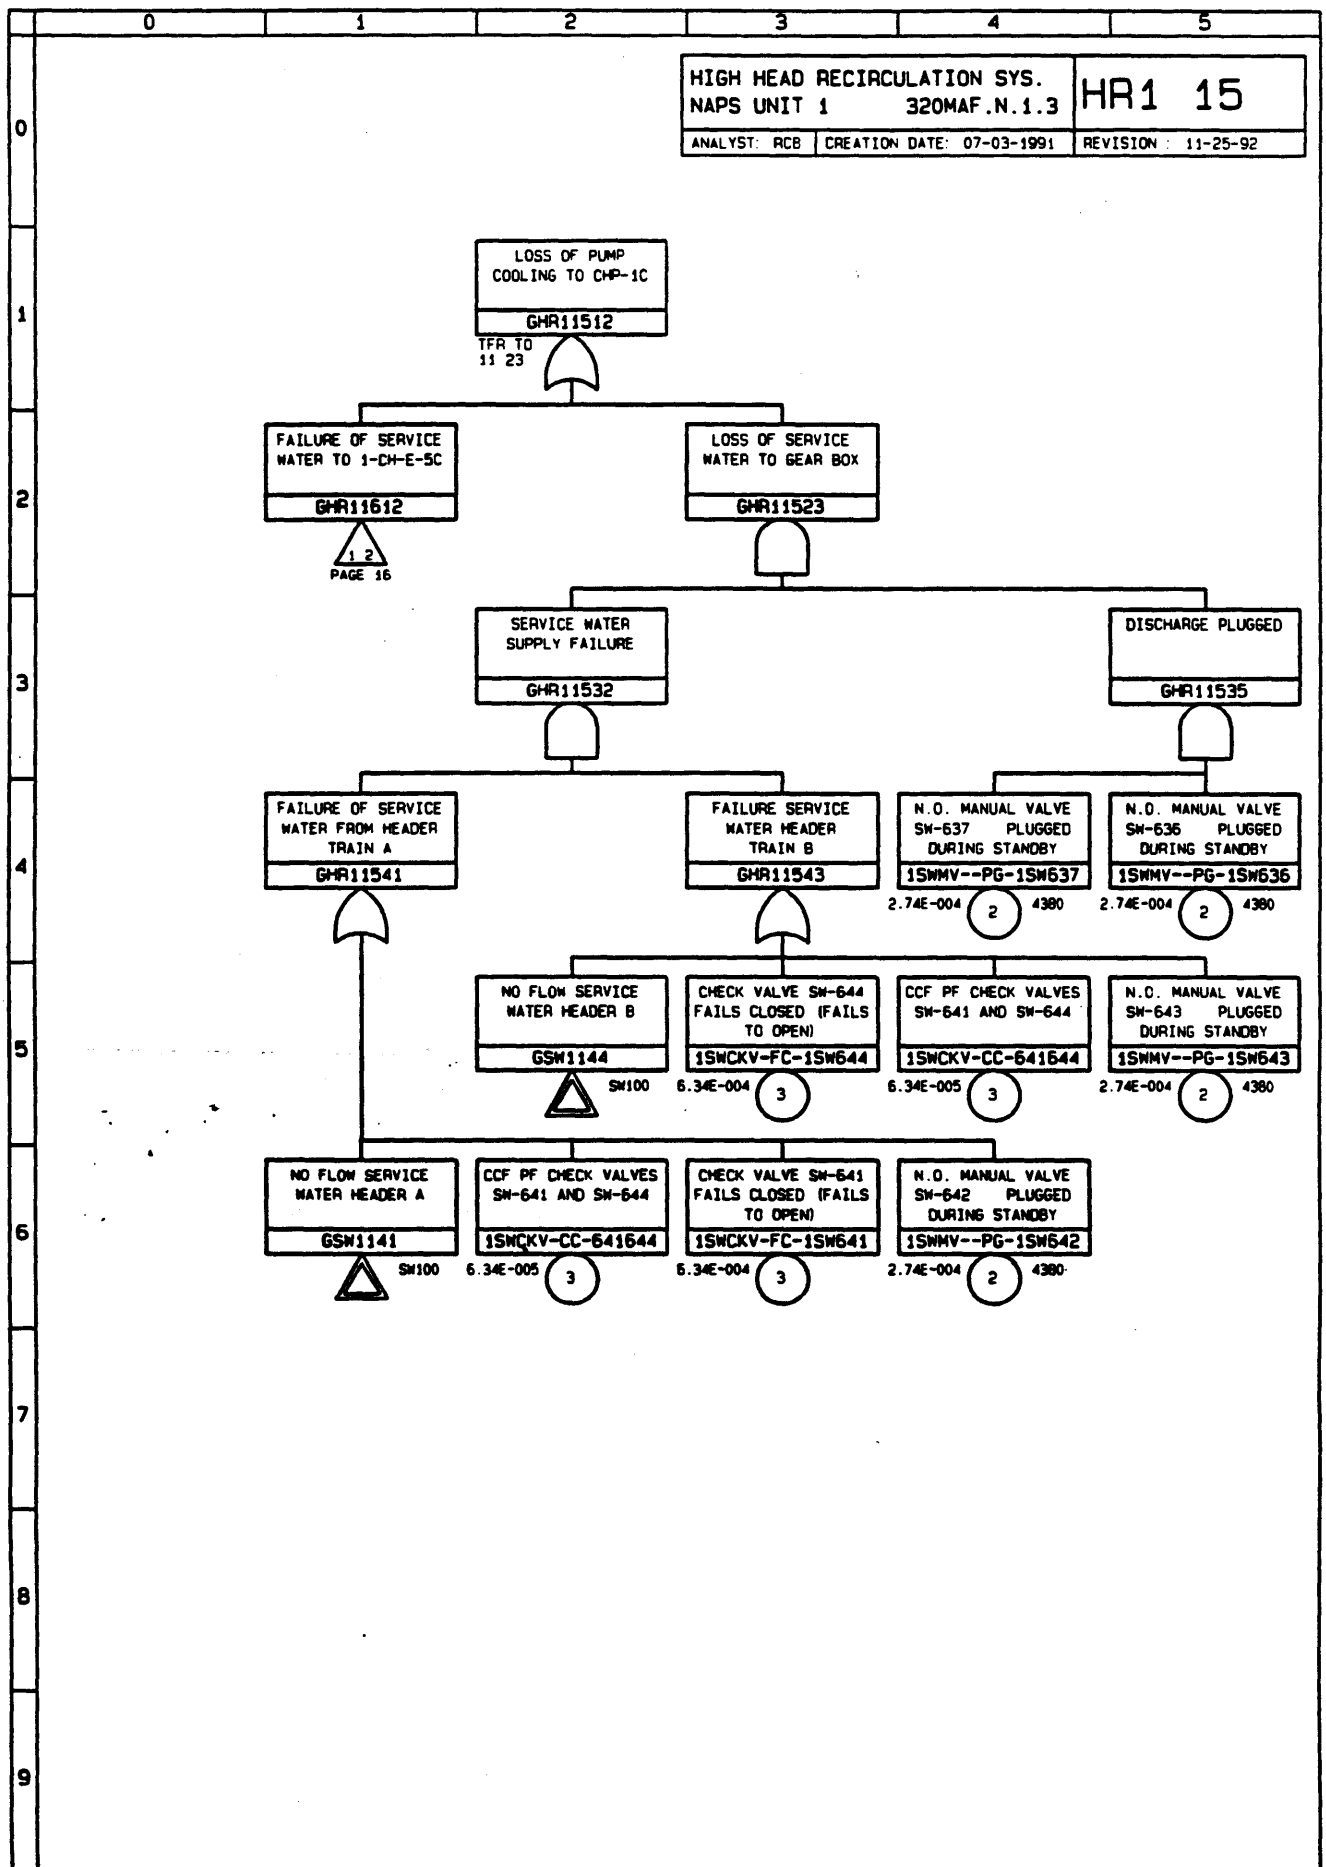 0 1 2 3 4 5
HIGH HEAD RECIRCULATION SYS.
NAPS UNIT 1 320MAF.N.1.3
HR1 15
ANALYST: RCB CREATION DATE: 07-03-1991 REVISION : 11-25-92
0
LOSS OF PUMP
COOLING TO CHP-1C
GHR11512
1
TFR TO
11 23
FAILURE OF SERVICE
WATER TO 1-CH-E-5C
GHR11612
1 2
PAGE 16
LOSS OF SERVICE
WATER TO GEAR BOX
GHR11523
2
SERVICE WATER
SUPPLY FAILURE
GHR11532
DISCHARGE PLUGGED
GHR11535
3
FAILURE OF SERVICE
WATER FROM HEADER
TRAIN A
GHR11541
FAILURE SERVICE
WATER HEADER
TRAIN B
GHR11543
N.O. MANUAL VALVE
SW-637 PLUGGED
DURING STANDBY
1SWMV--PG-1SW637
2.74E-004 2 4380
N.O. MANUAL VALVE
SW-636 PLUGGED
DURING STANDBY
1SWMV--PG-1SW636
2.74E-004 2 4380
4
NO FLOW SERVICE
WATER HEADER B
GSW1144
SW100
CHECK VALVE SW-644
FAILS CLOSED (FAILS
TO OPEN)
1SWCKV-FC-1SW644
6.34E-004 3
CCF PF CHECK VALVES
SW-641 AND SW-644
1SWCKV-CC-641644
6.34E-005 3
N.O. MANUAL VALVE
SW-643 PLUGGED
DURING STANDBY
1SWMV--PG-1SW643
2.74E-004 2 4380
5
NO FLOW SERVICE
WATER HEADER A
GSW1141
SW100
CCF PF CHECK VALVES
SW-641 AND SW-644
1SWCKV-CC-641644
6.34E-005 3
CHECK VALVE SW-641
FAILS CLOSED (FAILS
TO OPEN)
1SWCKV-FC-1SW641
6.34E-004 3
N.O. MANUAL VALVE
SW-642 PLUGGED
DURING STANDBY
1SWMV--PG-1SW642
2.74E-004 2 4380
6
7
8
9